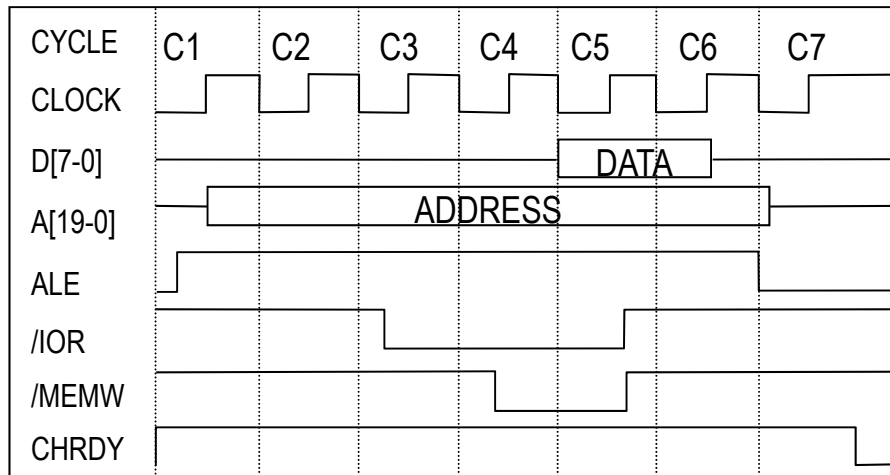 CYCLE C1 C2 C3 C4 C5 C6 C7
CLOCK
D[7-0] DATA
A[19-0] ADDRESS
ALE
/IOR
/MEMW
CHRDY